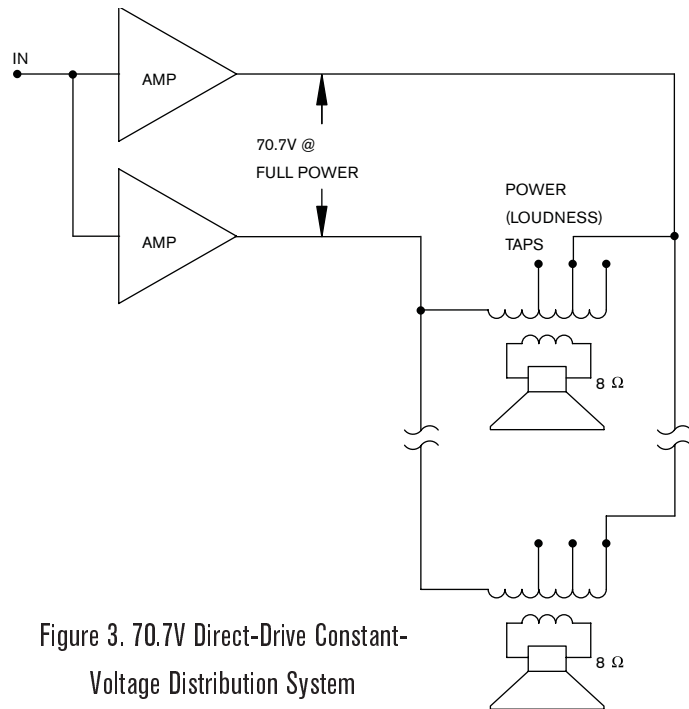 IN
AMP
70.7V @
FULL POWER
AMP
POWER
(LOUDNESS)
TAPS
8 Ω
8 Ω
Figure 3. 70.7V Direct-Drive Constant-
Voltage Distribution System